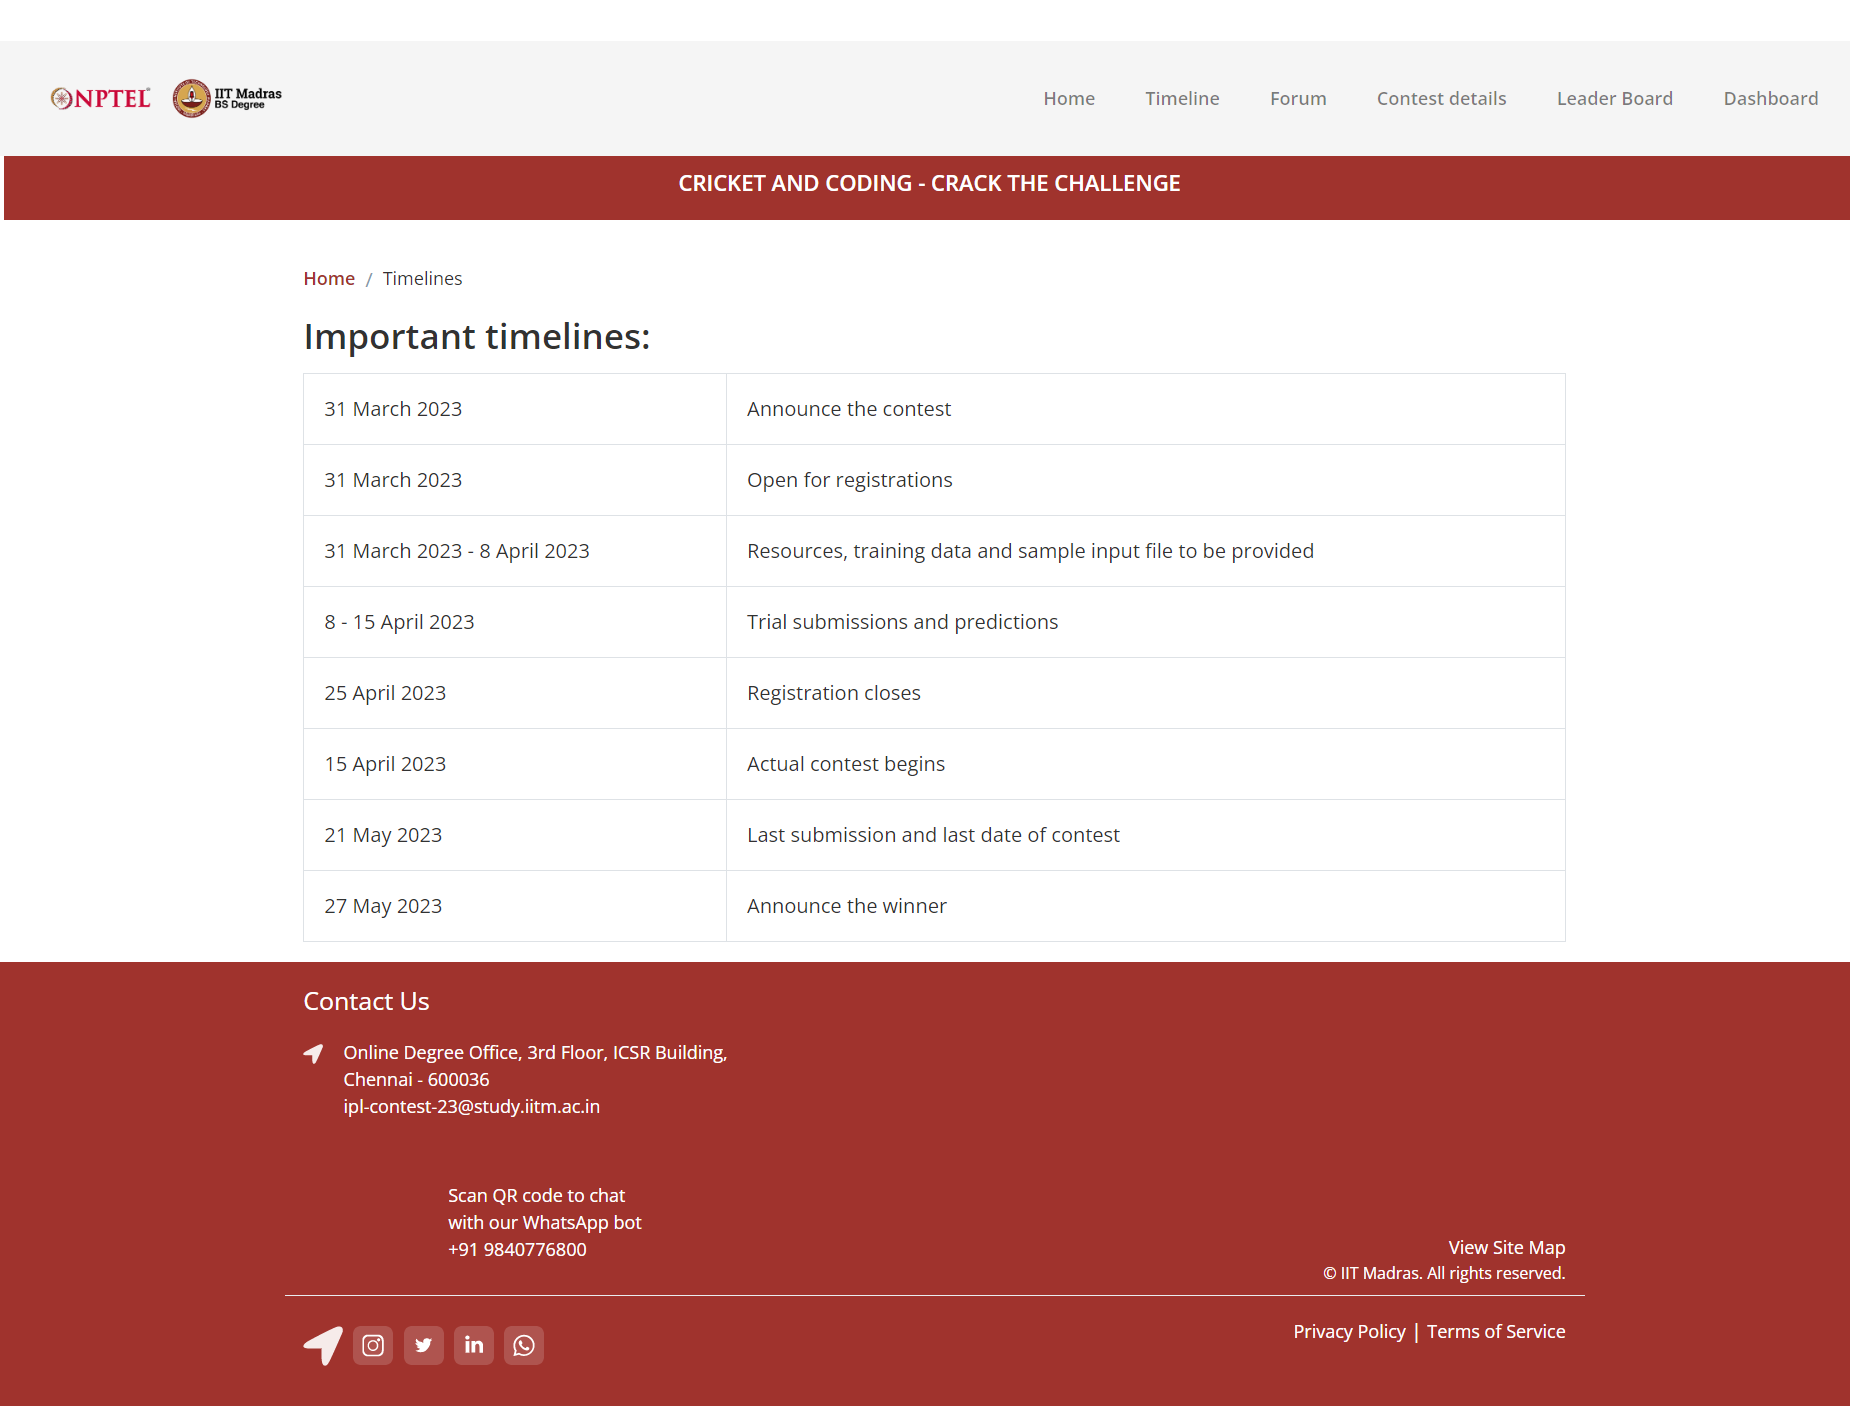 NPTEL
IIT Madras
BS Degree
Home
Timeline
Forum
Contest details
Leader Board
Dashboard
CRICKET AND CODING - CRACK THE CHALLENGE
Home / Timelines
Important timelines:
31 March 2023 Announce the contest
31 March 2023 Open for registrations
31 March 2023 - 8 April 2023 Resources, training data and sample input file to be provided
8 - 15 April 2023 Trial submissions and predictions
25 April 2023 Registration closes
15 April 2023 Actual contest begins
21 May 2023 Last submission and last date of contest
27 May 2023 Announce the winner
Contact Us
Online Degree Office, 3rd Floor, ICSR Building,
Chennai - 600036
ipl-contest-23@study.iitm.ac.in
Scan QR code to chat
with our WhatsApp bot
+91 9840776800
View Site Map
© IIT Madras. All rights reserved.
Privacy Policy | Terms of Service